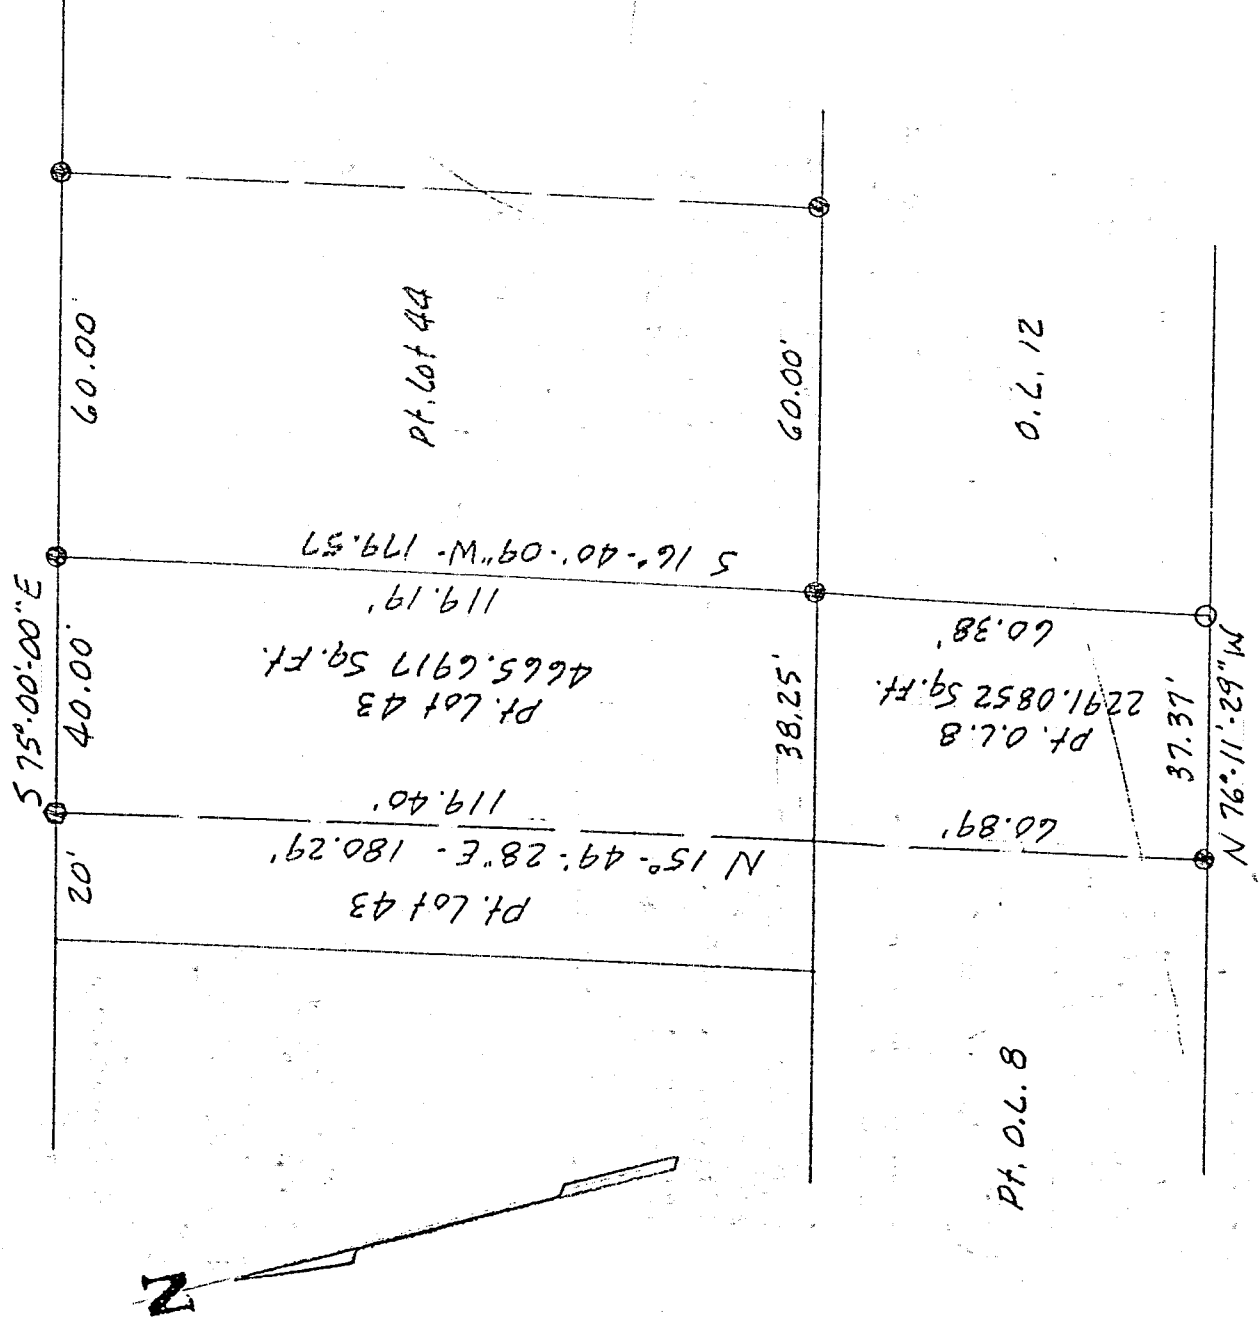 S 75°-00'-00" E
20'
40.00'
60.00'
Pt. Lot 44
S 16°-40'-09" W - 179.57
119.19'
4665.6917 Sq. Ft.
Pt. Lot 43
119.40'
N 15°-49'-28" E - 180.29'
Pt. Lot 43
38.25'
60.00'
O.L. 12
60.38'
2291.0852 Sq. Ft.
Pt. O.L. 8
60.89'
37.37'
N 76°-11'-29" W
Pt. O.L. 8
N